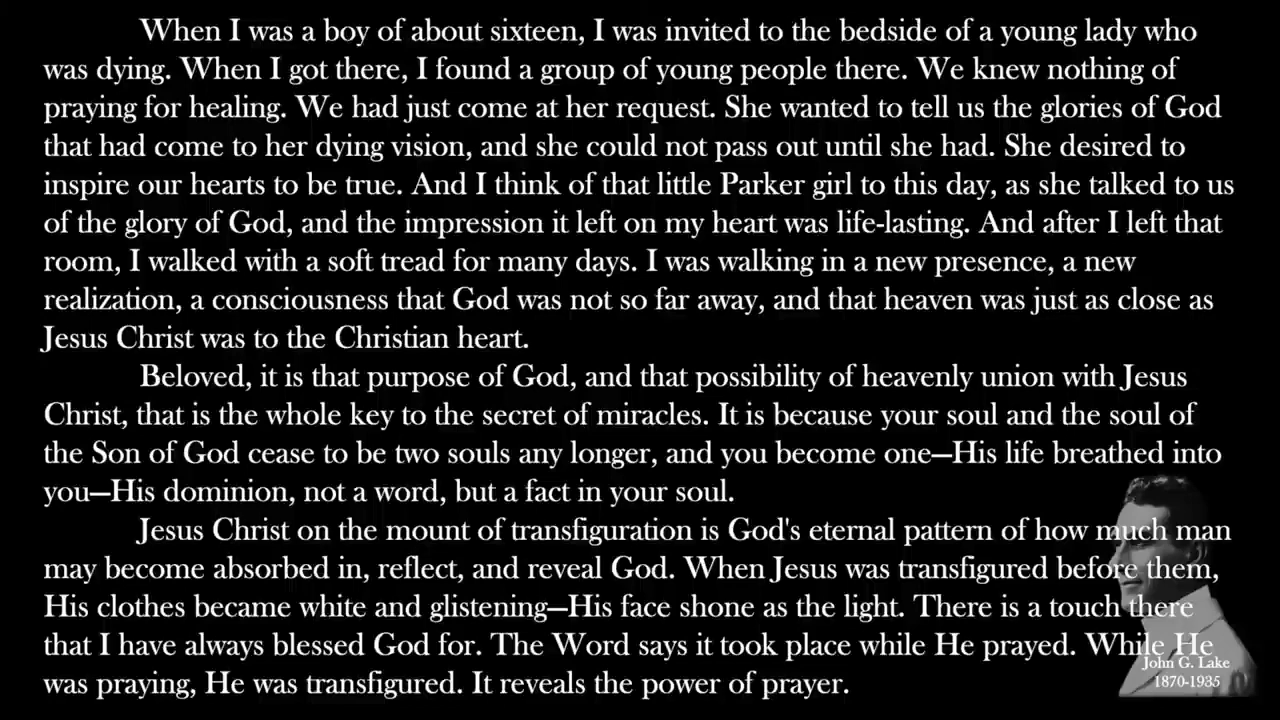 When I was a boy of about sixteen, I was invited to the bedside of a young lady who
was dying. When I got there, I found a group of young people there. We knew nothing of
praying for healing. We had just come at her request. She wanted to tell us the glories of God
that had come to her dying vision, and she could not pass out until she had. She desired to
inspire our hearts to be true. And I think of that little Parker girl to this day, as she talked to us
of the glory of God, and the impression it left on my heart was life-lasting. And after I left that
room, I walked with a soft tread for many days. I was walking in a new presence, a new
realization, a consciousness that God was not so far away, and that heaven was just as close as
Jesus Christ was to the Christian heart.
Beloved, it is that purpose of God, and that possibility of heavenly union with Jesus
Christ, that is the whole key to the secret of miracles. It is because your soul and the soul of
the Son of God cease to be two souls any longer, and you become one—His life breathed into
you—His dominion, not a word, but a fact in your soul.
Jesus Christ on the mount of transfiguration is God's eternal pattern of how much man
may become absorbed in, reflect, and reveal God. When Jesus was transfigured before them,
His clothes became white and glistening—His face shone as the light. There is a touch there
that I have always blessed God for. The Word says it took place while He prayed. While He
was praying, He was transfigured. It reveals the power of prayer.
John G. Lake
1870-1935